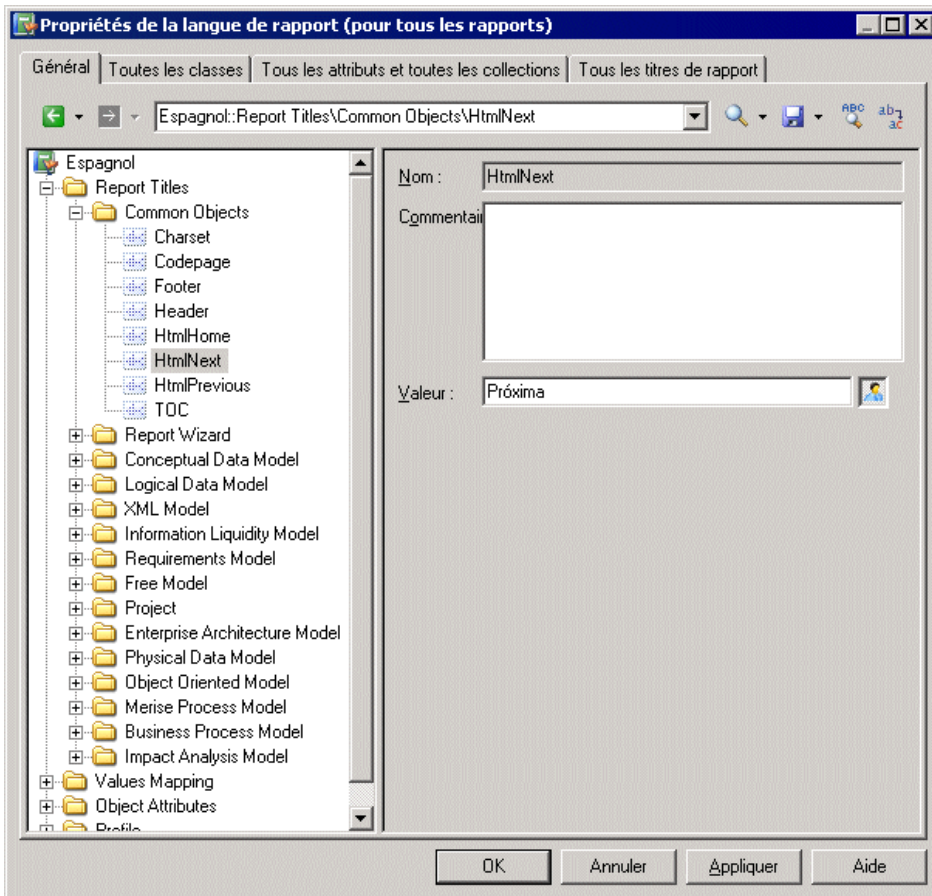 Propriétés de la langue de rapport (pour tous les rapports)
Général Toutes les classes Tous les attributs et toutes les collections Tous les titres de rapport
Espagnol::Report Titles\Common Objects\HtmlNext
ABC
ab
ac
Espagnol
Report Titles
Common Objects
Charset
Codepage
Footer
Header
HtmlHome
HtmlNext
HtmlPrevious
TOC
Report Wizard
Conceptual Data Model
Logical Data Model
XML Model
Information Liquidity Model
Requirements Model
Free Model
Project
Enterprise Architecture Model
Physical Data Model
Object Oriented Model
Merise Process Model
Business Process Model
Impact Analysis Model
Values Mapping
Object Attributes
Profile
Nom : HtmlNext
Commentai
Valeur : Próxima
OK Annuler Appliquer Aide